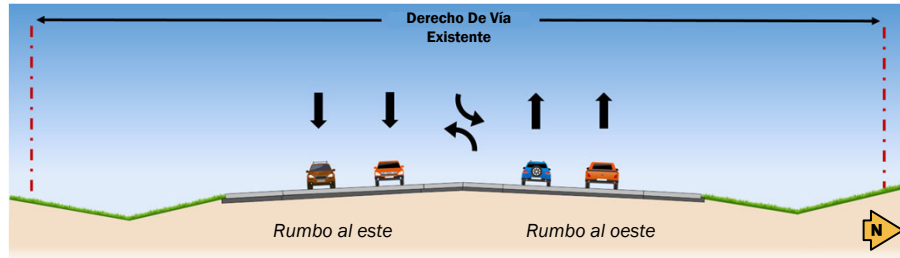 Derecho De Vía
Existente
Rumbo al este
Rumbo al oeste
N